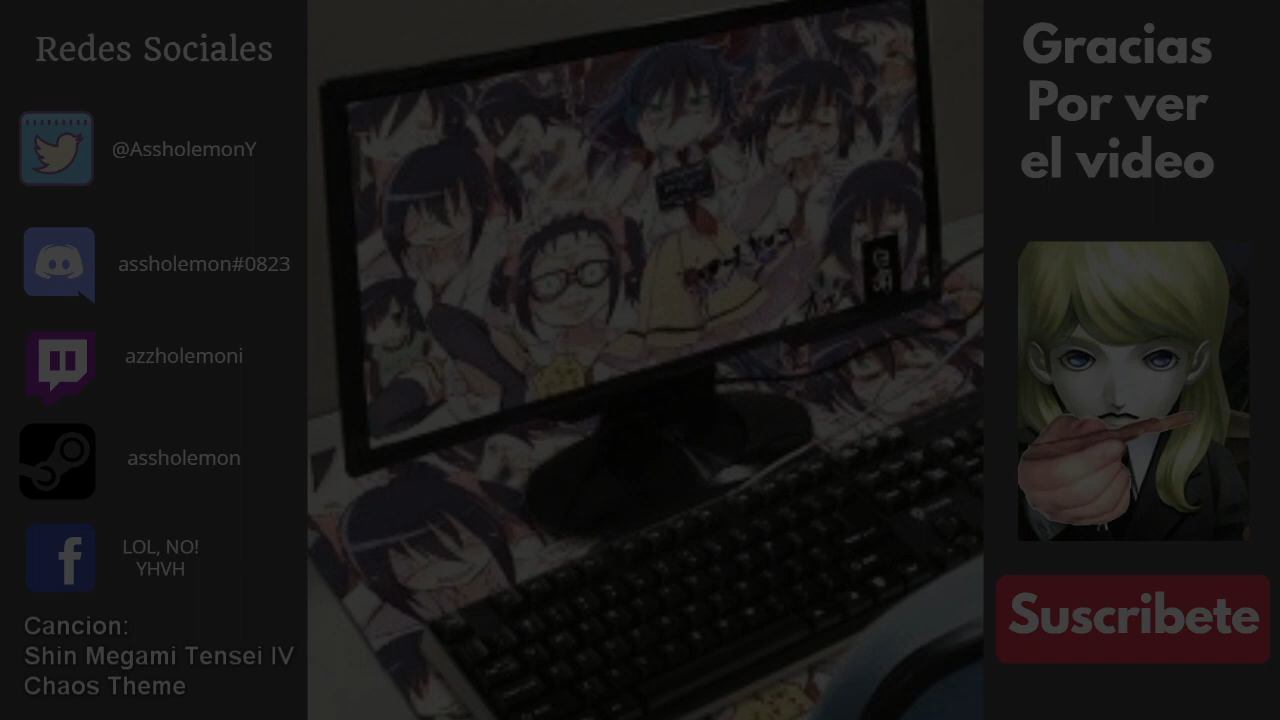 Redes Sociales
@AssholemonY
assholemon#0823
azzholemoni
assholemon
LOL, NO!
YHVH
Cancion:
Shin Megami Tensei IV
Chaos Theme
Gracias
Por ver
el video
Suscribete